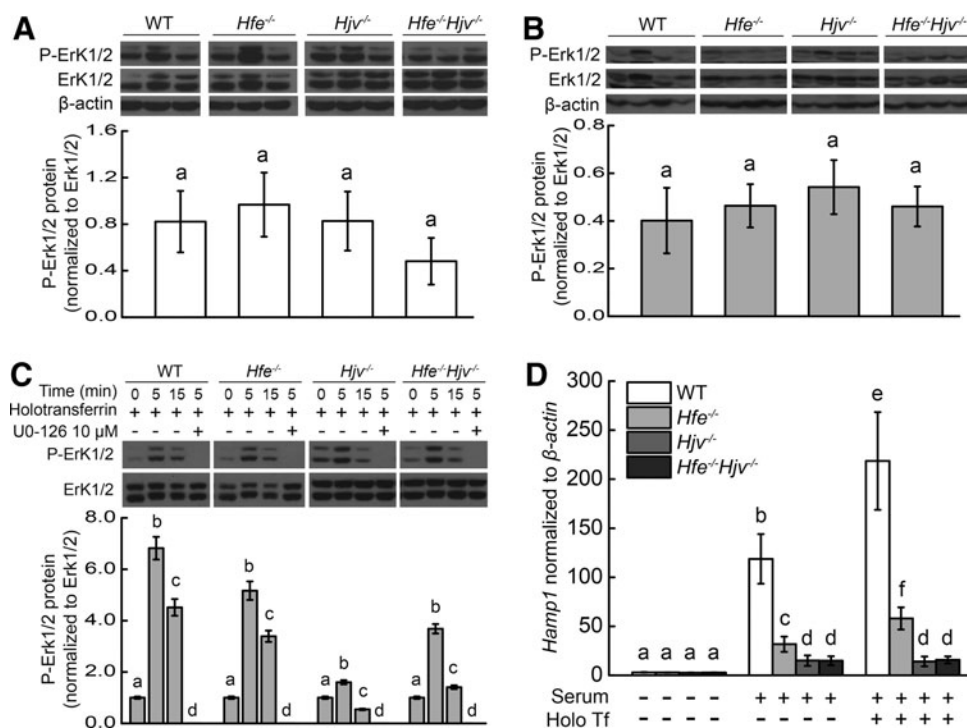 A
WT Hfe-/- Hjv-/- Hfe-/-Hjv-/-
P-ErK1/2
ErK1/2
β-actin
P-Erk1/2 protein
(normalized to Erk1/2)
1.6
1.2
0.8
0.4
0.0
a a a a
B
WT Hfe-/- Hjv-/- Hfe-/-Hjv-/-
P-Erk1/2
Erk1/2
β-actin
P-Erk1/2 protein
(normalized to Erk1/2)
0.8
0.6
0.4
0.2
0.0
a a a a
C
WT Hfe-/- Hjv-/- Hfe-/-Hjv-/-
Time (min) 0 5 15 5 0 5 15 5 0 5 15 5 0 5 15 5
Holotransferrin + + + + + + + + + + + + + + + +
U0-126 10 µM - - - + - - - + - - - + - - - +
P-ErK1/2
ErK1/2
P-Erk1/2 protein
(normalized to Erk1/2)
8.0
6.0
4.0
2.0
0.0
a b c d a b c d a b c d a b c d
D
WT
Hfe-/-
Hjv-/-
Hfe-/-Hjv-/-
Hamp1 normalized to β-actin
300
250
200
150
100
50
0
a a a a b c d d e f d d
Serum - - - - + + + + + + + +
Holo Tf - - - - - - - - + + + +